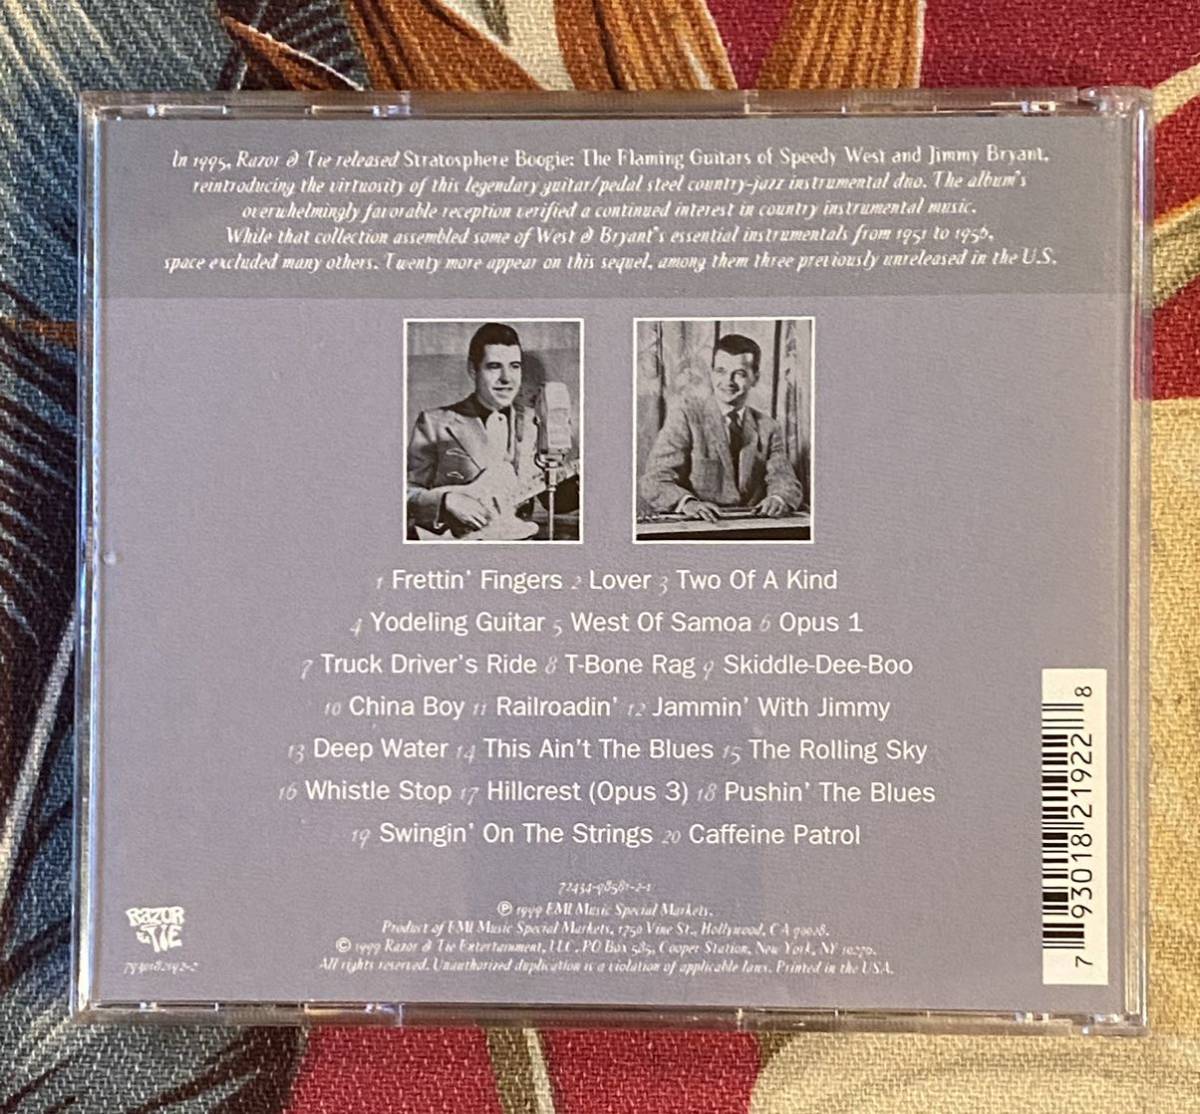 In 1995, Razor & Tie released Stratosphere Boogie: The Flaming Guitars of Speedy West and Jimmy Bryant,
reintroducing the virtuosity of this legendary guitar/pedal steel country-jazz instrumental duo. The album's
overwhelmingly favorable reception verified a continued interest in country instrumental music.
While that collection assembled some of West & Bryant's essential instrumentals from 1951 to 1956,
space excluded many others. Twenty more appear on this sequel, among them three previously unreleased in the U.S.
1 Frettin' Fingers 2 Lover 3 Two Of A Kind
4 Yodeling Guitar 5 West Of Samoa 6 Opus 1
7 Truck Driver's Ride 8 T-Bone Rag 9 Skiddle-Dee-Boo
10 China Boy 11 Railroadin' 12 Jammin' With Jimmy
13 Deep Water 14 This Ain't The Blues 15 The Rolling Sky
16 Whistle Stop 17 Hillcrest (Opus 3) 18 Pushin' The Blues
19 Swingin' On The Strings 20 Caffeine Patrol
72434-98581-2-1
℗ 1999 EMI Music Special Markets.
Product of EMI Music Special Markets, 1750 Vine St., Hollywood, CA 90028.
© 1999 Razor & Tie Entertainment, LLC, PO Box 585, Cooper Station, New York, NY 10276.
All rights reserved. Unauthorized duplication is a violation of applicable laws. Printed in the USA.
RAZOR
& TIE
7930182192-2
7 93018 21922 8